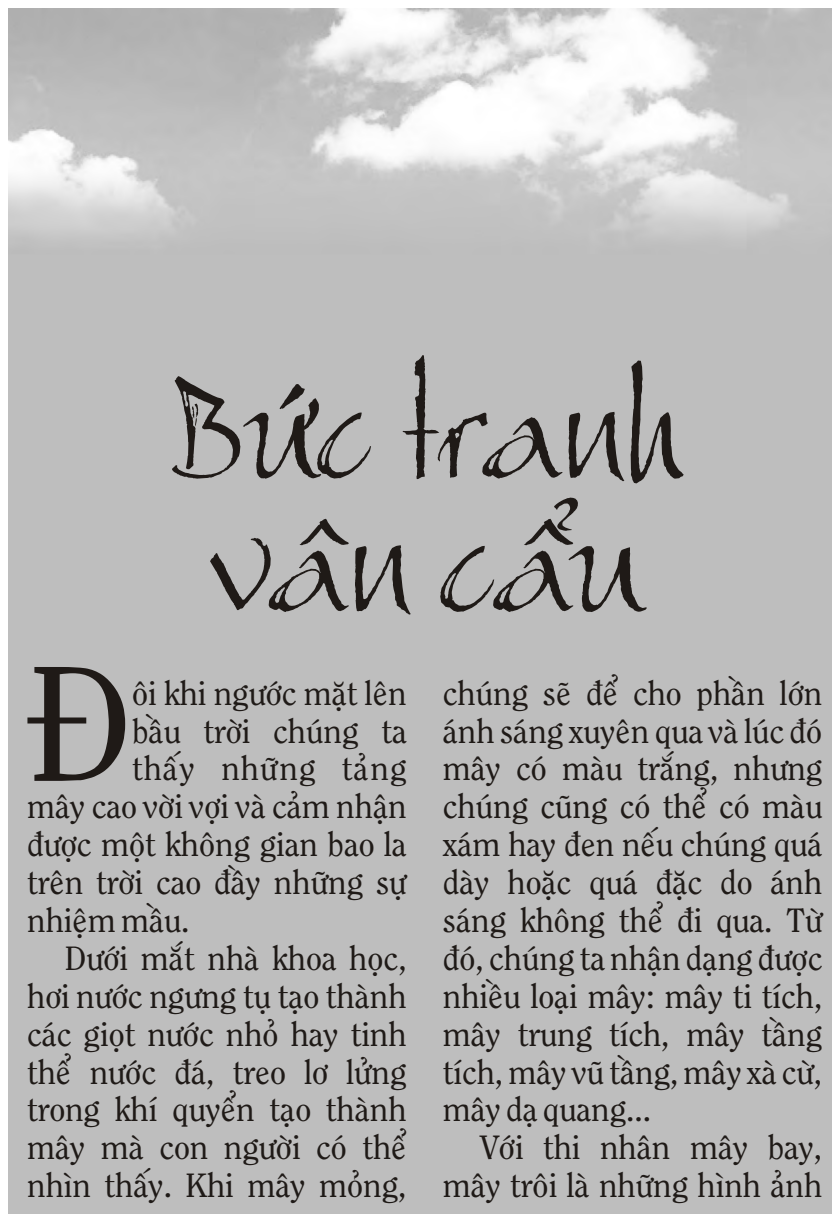 Bức tranh
vân cẩu
Đôi khi ngước mặt lên
bầu trời chúng ta
thấy những tảng
mây cao vời vợi và cảm nhận
được một không gian bao la
trên trời cao đầy những sự
nhiệm mầu.
Dưới mắt nhà khoa học,
hơi nước ngưng tụ tạo thành
các giọt nước nhỏ hay tinh
thể nước đá, treo lơ lửng
trong khí quyển tạo thành
mây mà con người có thể
nhìn thấy. Khi mây mỏng,
chúng sẽ để cho phần lớn
ánh sáng xuyên qua và lúc đó
mây có màu trắng, nhưng
chúng cũng có thể có màu
xám hay đen nếu chúng quá
dày hoặc quá đặc do ánh
sáng không thể đi qua. Từ
đó, chúng ta nhận dạng được
nhiều loại mây: mây ti tích,
mây trung tích, mây tầng
tích, mây vũ tầng, mây xà cừ,
mây dạ quang...
Với thi nhân mây bay,
mây trôi là những hình ảnh